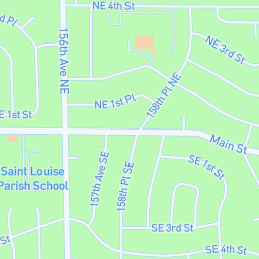 NE 4th St
d Pl
156th Ave NE
NE 3rd St
158th Pl NE
NE 1st Pl
E 1st St
Main St
SE 1st St
Saint Louise
Parish School
157th Ave SE
158th Pl SE
SE 3rd St
St
SE 4th St